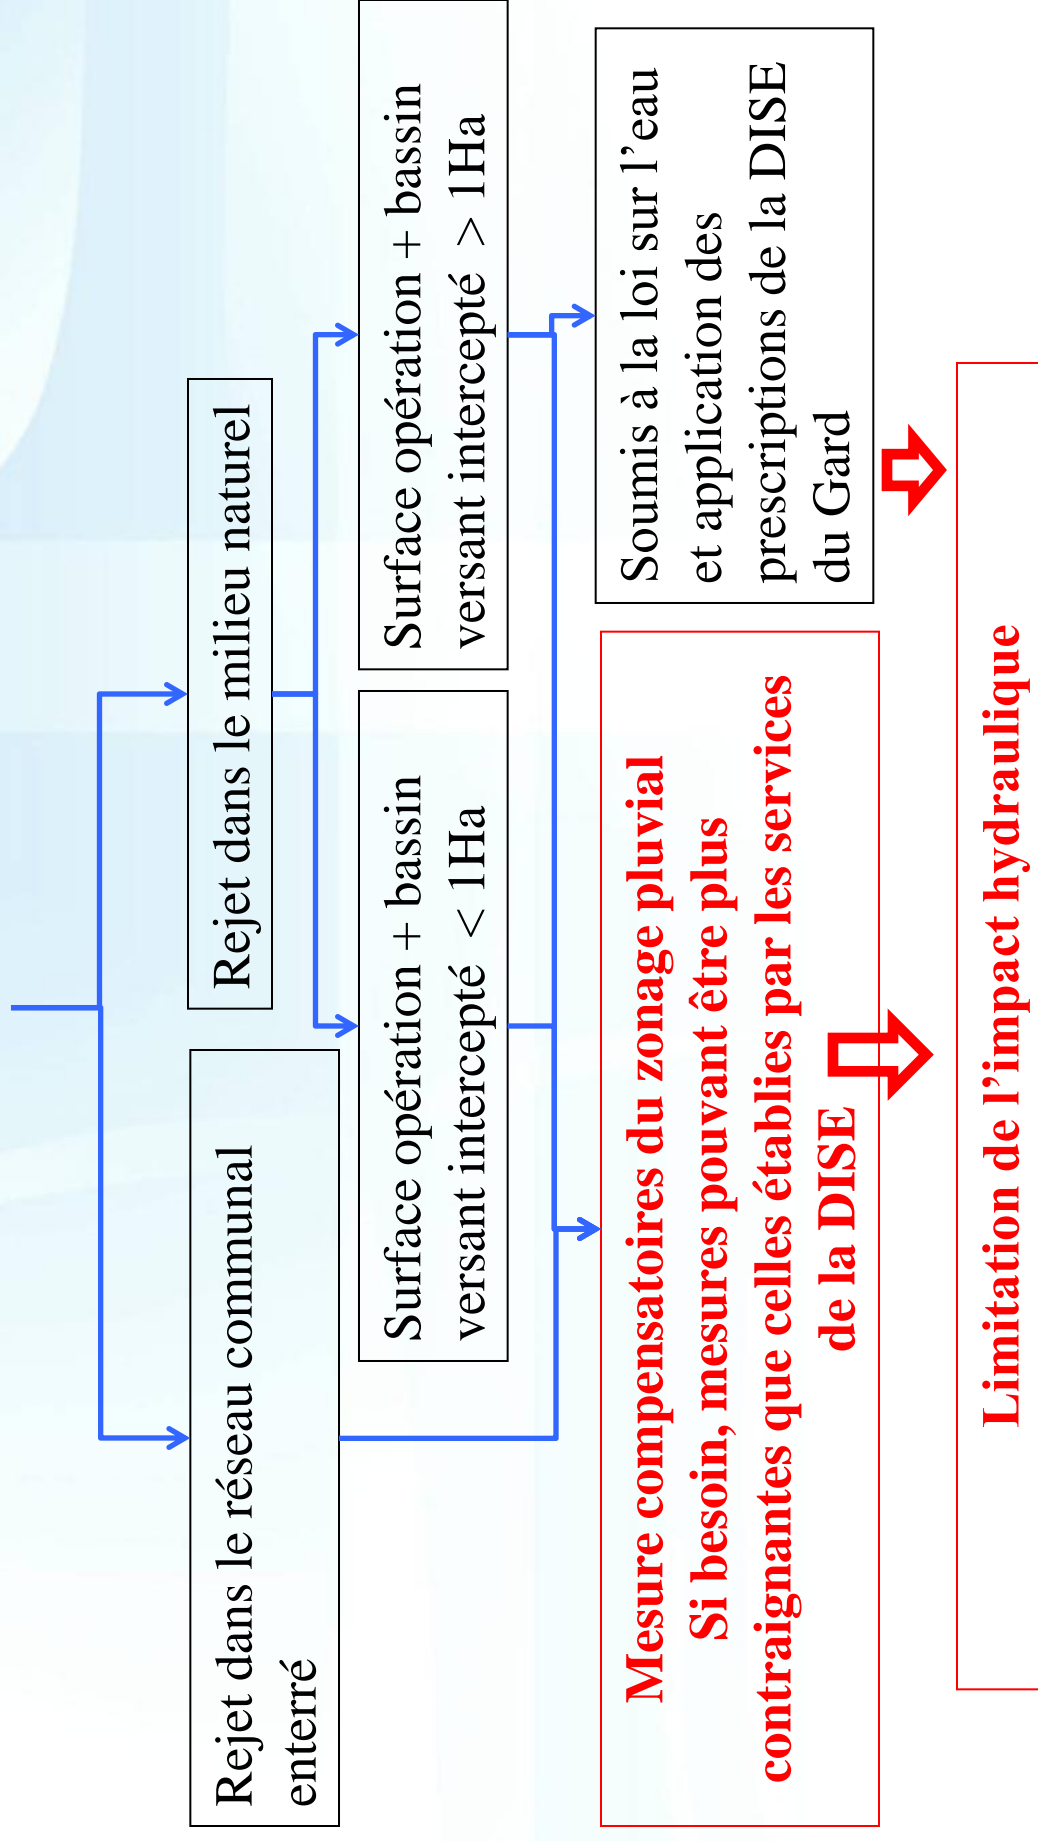 Rejet dans le réseau communal
enterré
Rejet dans le milieu naturel
Surface opération + bassin
versant intercepté < 1Ha
Surface opération + bassin
versant intercepté > 1Ha
Mesure compensatoires du zonage pluvial
Si besoin, mesures pouvant être plus
contraignantes que celles établies par les services
de la DISE
Soumis à la loi sur l’eau
et application des
prescriptions de la DISE
du Gard
Limitation de l’impact hydraulique